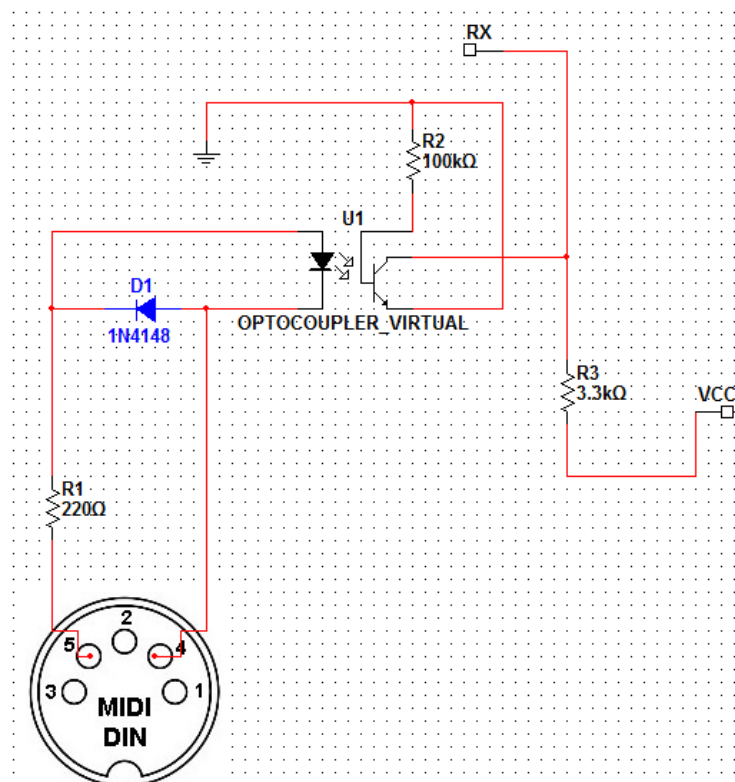 RX
R2
100kΩ
U1
D1
1N4148
OPTOCOUPLER_VIRTUAL
R3
3.3kΩ
VCC
R1
220Ω
2
5
4
3
1
MIDI
DIN